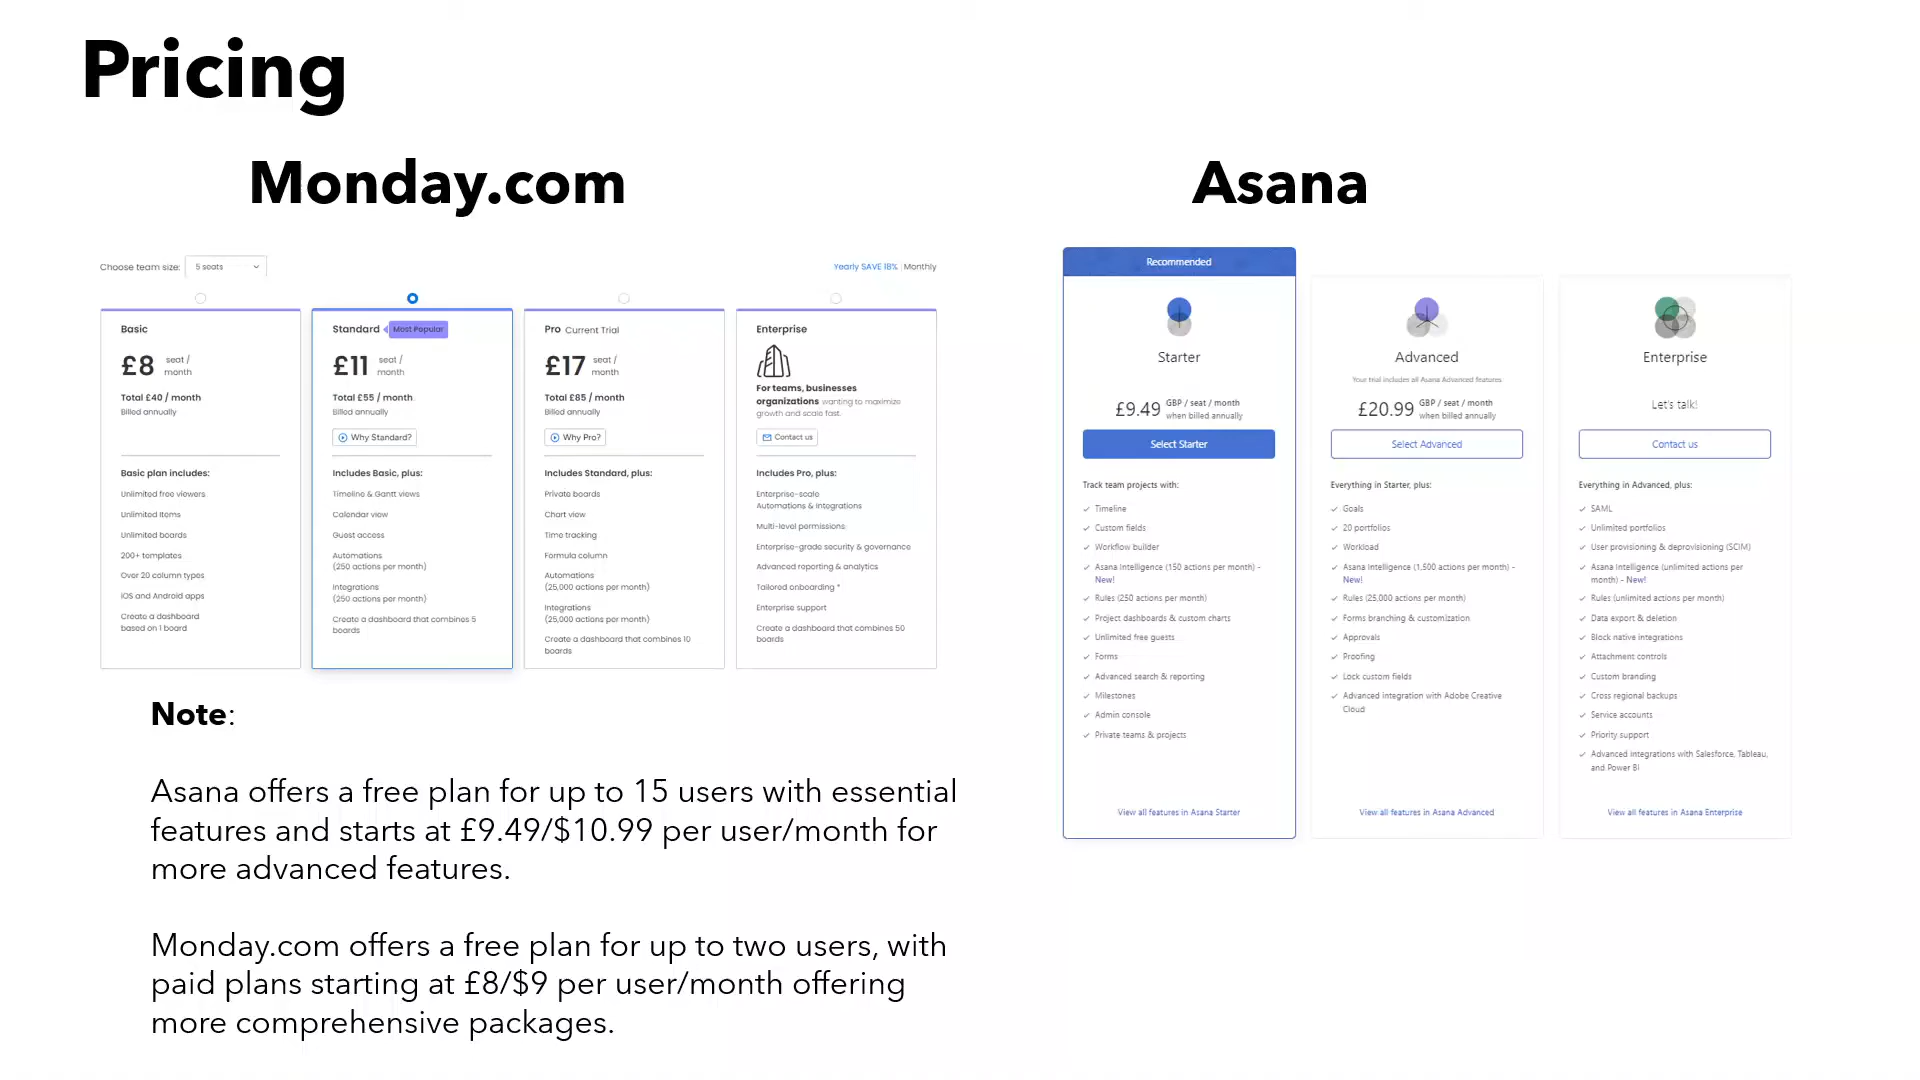 Pricing
Monday.com
Choose team size: 5 seats
Yearly SAVE 18% | Monthly
Basic
£8 seat /
month
Total £40 / month
Billed annually
Basic plan includes:
Unlimited free viewers
Unlimited Items
Unlimited boards
200+ templates
Over 20 column types
iOS and Android apps
Create a dashboard
based on 1 board
Standard Most Popular
£11 seat /
month
Total £55 / month
Billed annually
Why Standard?
Includes Basic, plus:
Timeline & Gantt views
Calendar view
Guest access
Automations
(250 actions per month)
Integrations
(250 actions per month)
Create a dashboard that combines 5
boards
Pro Current Trial
£17 seat /
month
Total £85 / month
Billed annually
Why Pro?
Includes Standard, plus:
Private boards
Chart view
Time tracking
Formula column
Automations
(25,000 actions per month)
Integrations
(25,000 actions per month)
Create a dashboard that combines 10
boards
Enterprise
For teams, businesses
organizations wanting to maximize
growth and scale fast.
Contact us
Includes Pro, plus:
Enterprise-scale
Automations & Integrations
Multi-level permissions
Enterprise-grade security & governance
Advanced reporting & analytics
Tailored onboarding *
Enterprise support
Create a dashboard that combines 50
boards
Note:
Asana offers a free plan for up to 15 users with essential
features and starts at £9.49/$10.99 per user/month for
more advanced features.
Monday.com offers a free plan for up to two users, with
paid plans starting at £8/$9 per user/month offering
more comprehensive packages.
Asana
Recommended
Starter
£9.49 GBP / seat / month
when billed annually
Select Starter
Track team projects with:
Timeline
Custom fields
Workflow builder
Asana Intelligence (150 actions per month) –
New!
Rules (250 actions per month)
Project dashboards & custom charts
Unlimited free guests
Forms
Advanced search & reporting
Milestones
Admin console
Private teams & projects
View all features in Asana Starter
Advanced
Your trial includes all Asana Advanced features
£20.99 GBP / seat / month
when billed annually
Select Advanced
Everything in Starter, plus:
Goals
20 portfolios
Workload
Asana Intelligence (1,500 actions per month) –
New!
Rules (25,000 actions per month)
Forms branching & customization
Approvals
Proofing
Lock custom fields
Advanced integration with Adobe Creative
Cloud
View all features in Asana Advanced
Enterprise
Let's talk!
Contact us
Everything in Advanced, plus:
SAML
Unlimited portfolios
User provisioning & deprovisioning (SCIM)
Asana Intelligence (unlimited actions per
month) – New!
Rules (unlimited actions per month)
Data export & deletion
Block native integrations
Attachment controls
Custom branding
Cross regional backups
Service accounts
Priority support
Advanced integrations with Salesforce, Tableau,
and Power BI
View all features in Asana Enterprise